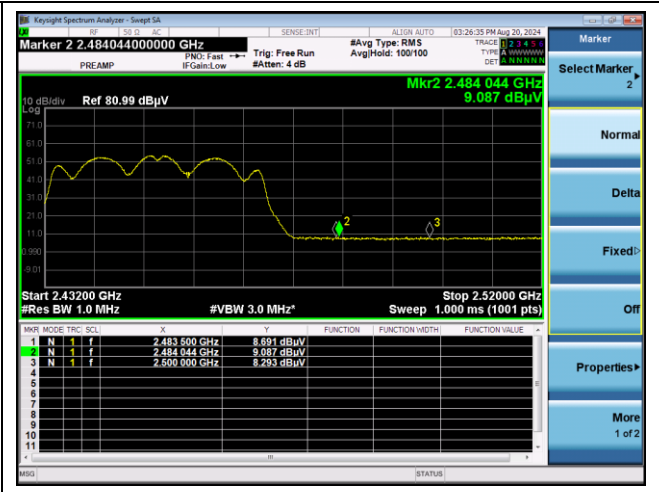 Keysight Spectrum Analyzer - Swept SA
RF 50 Ω AC SENSE:INT ALIGN AUTO 03:26:35 PM Aug 20, 2024
Marker 2 2.484044000000 GHz
PREAMP
PNO: Fast
IFGain:Low
Trig: Free Run
#Atten: 4 dB
#Avg Type: RMS
Avg|Hold: 100/100
TRACE 1 2 3 4 5 6
TYPE A WWWWW
DET A N N N N N
Mkr2 2.484 044 GHz
9.087 dBµV
10 dB/div Ref 80.99 dBµV
Log
71.0
61.0
51.0
41.0
31.0
21.0
11.0
0.990
-9.01
2
3
Start 2.43200 GHz Stop 2.52000 GHz
#Res BW 1.0 MHz #VBW 3.0 MHz* Sweep 1.000 ms (1001 pts)
MKR MODE TRC SCL X Y FUNCTION FUNCTION WIDTH FUNCTION VALUE
1 N 1 f 2.483 500 GHz 8.691 dBµV
2 N 1 f 2.484 044 GHz 9.087 dBµV
3 N 1 f 2.500 000 GHz 8.293 dBµV
4
5
6
7
8
9
10
11
MSG STATUS
Marker
Select Marker
2
Normal
Delta
Fixed
Off
Properties
More
1 of 2